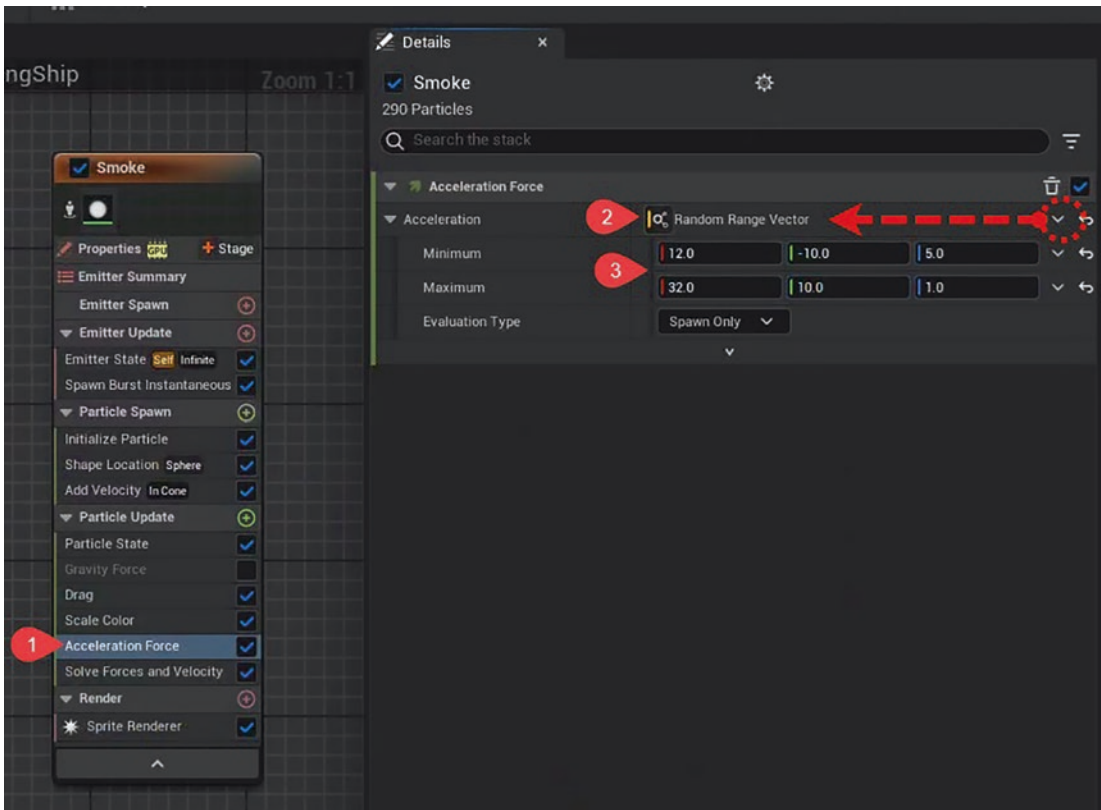 ngShip
Zoom 1:1
Smoke
Properties GPU + Stage
Emitter Summary
Emitter Spawn
Emitter Update
Emitter State Self Infinite
Spawn Burst Instantaneous
Particle Spawn
Initialize Particle
Shape Location Sphere
Add Velocity In Cone
Particle Update
Particle State
Gravity Force
Drag
Scale Color
1 Acceleration Force
Solve Forces and Velocity
Render
Sprite Renderer
Details ×
Smoke
290 Particles
Search the stack
Acceleration Force
Acceleration 2 Random Range Vector
Minimum 12.0 -10.0 5.0
3
Maximum 32.0 10.0 1.0
Evaluation Type Spawn Only